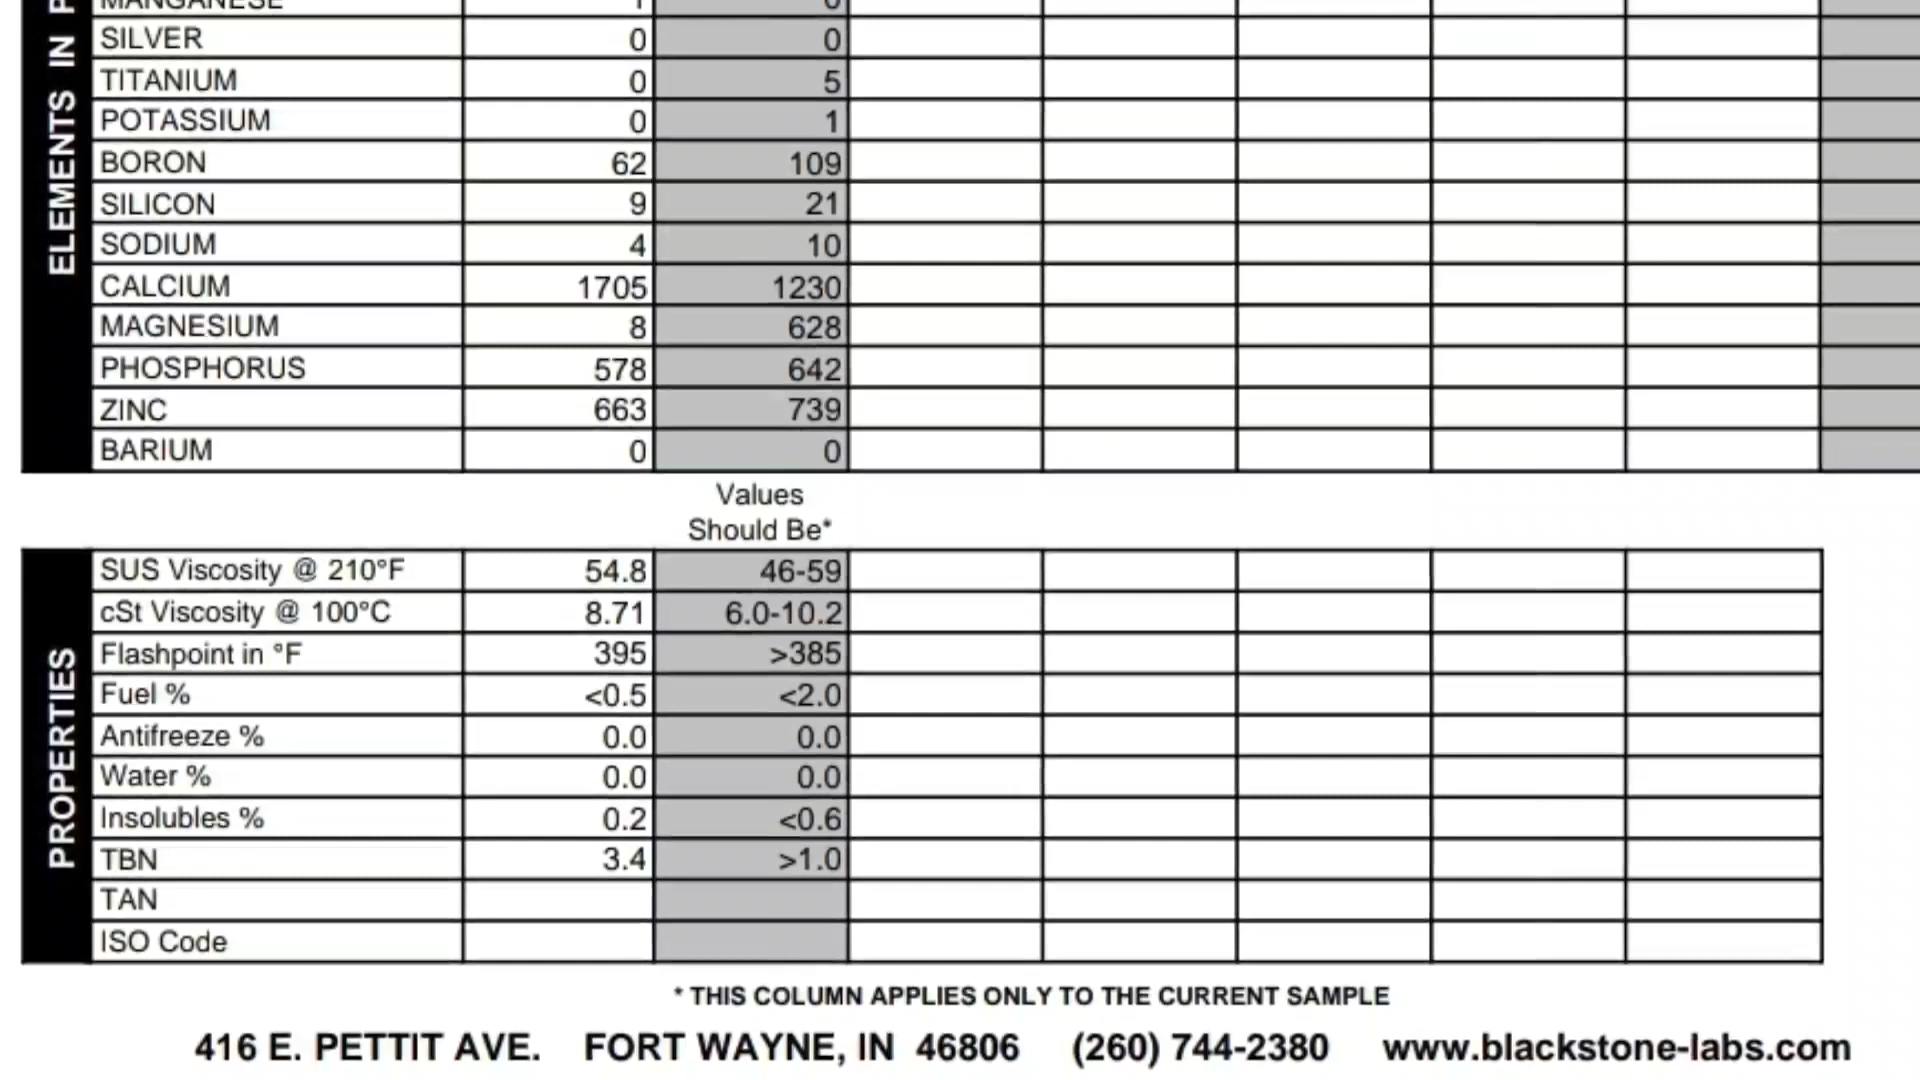 ELEMENTS IN
MANGANESE 1 0
SILVER 0 0
TITANIUM 0 5
POTASSIUM 0 1
BORON 62 109
SILICON 9 21
SODIUM 4 10
CALCIUM 1705 1230
MAGNESIUM 8 628
PHOSPHORUS 578 642
ZINC 663 739
BARIUM 0 0
Values
Should Be*
PROPERTIES
SUS Viscosity @ 210°F 54.8 46-59
cSt Viscosity @ 100°C 8.71 6.0-10.2
Flashpoint in °F 395 >385
Fuel % <0.5 <2.0
Antifreeze % 0.0 0.0
Water % 0.0 0.0
Insolubles % 0.2 <0.6
TBN 3.4 >1.0
TAN
ISO Code
* THIS COLUMN APPLIES ONLY TO THE CURRENT SAMPLE
416 E. PETTIT AVE. FORT WAYNE, IN 46806 (260) 744-2380 www.blackstone-labs.com